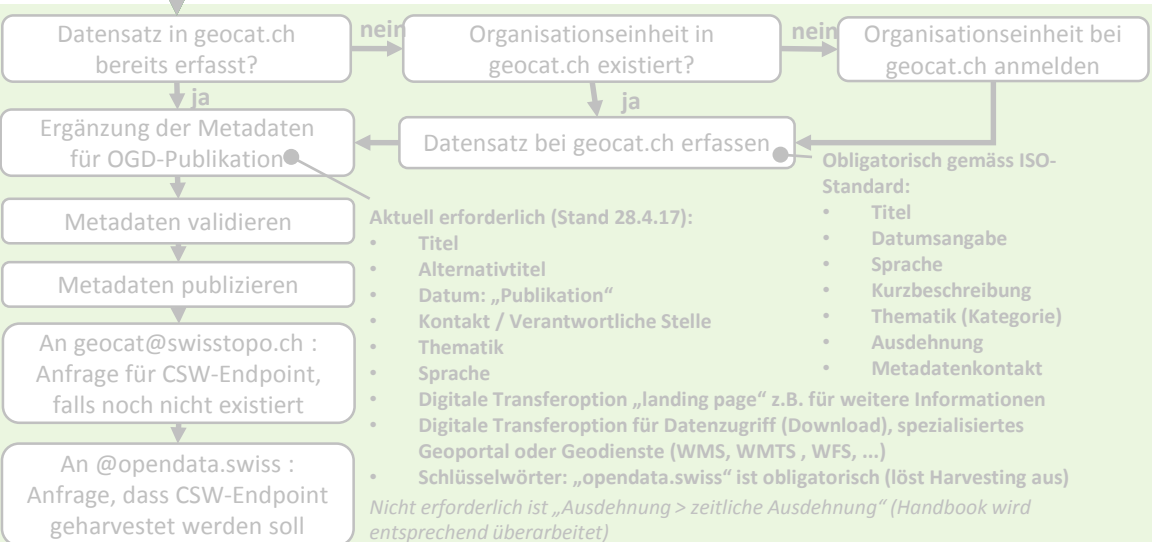 Datensatz in geocat.ch
bereits erfasst?
nein
Organisationseinheit in
geocat.ch existiert?
nein
Organisationseinheit bei
geocat.ch anmelden
ja
ja
Ergänzung der Metadaten
für OGD-Publikation
Datensatz bei geocat.ch erfassen
Obligatorisch gemäss ISO-
Standard:
• Titel
• Datumsangabe
• Sprache
• Kurzbeschreibung
• Thematik (Kategorie)
• Ausdehnung
• Metadatenkontakt
Metadaten validieren
Metadaten publizieren
An geocat@swisstopo.ch :
Anfrage für CSW-Endpoint,
falls noch nicht existiert
An @opendata.swiss :
Anfrage, dass CSW-Endpoint
geharvestet werden soll
Aktuell erforderlich (Stand 28.4.17):
• Titel
• Alternativtitel
• Datum: „Publikation“
• Kontakt / Verantwortliche Stelle
• Thematik
• Sprache
• Digitale Transferoption „landing page“ z.B. für weitere Informationen
• Digitale Transferoption für Datenzugriff (Download), spezialisiertes
Geoportal oder Geodienste (WMS, WMTS , WFS, ...)
• Schlüsselwörter: „opendata.swiss“ ist obligatorisch (löst Harvesting aus)
Nicht erforderlich ist „Ausdehnung > zeitliche Ausdehnung“ (Handbook wird
entsprechend überarbeitet)